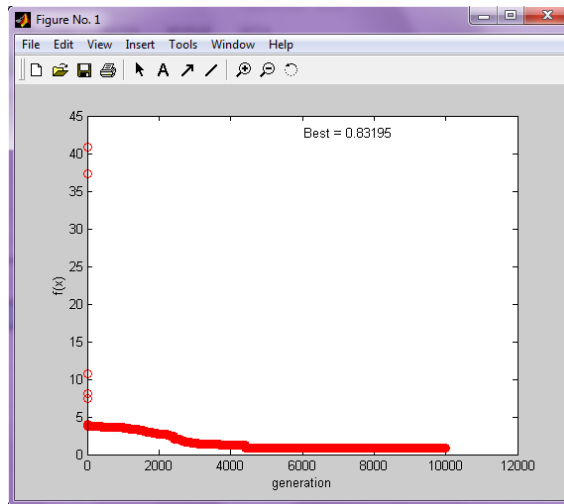 Figure No. 1
File Edit View Insert Tools Window Help
Best = 0.83195
45
40
35
30
25
20
15
10
5
0
f(x)
0 2000 4000 6000 8000 10000 12000
generation